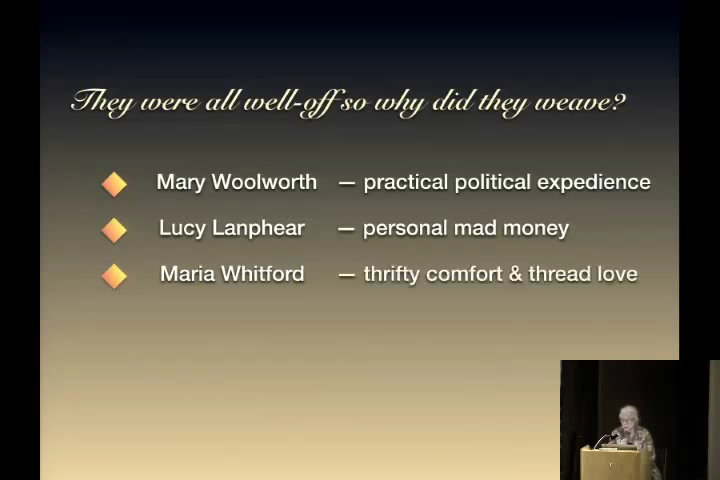 They were all well-off so why did they weave?
Mary Woolworth — practical political expedience
Lucy Lanphear — personal mad money
Maria Whitford — thrifty comfort & thread love